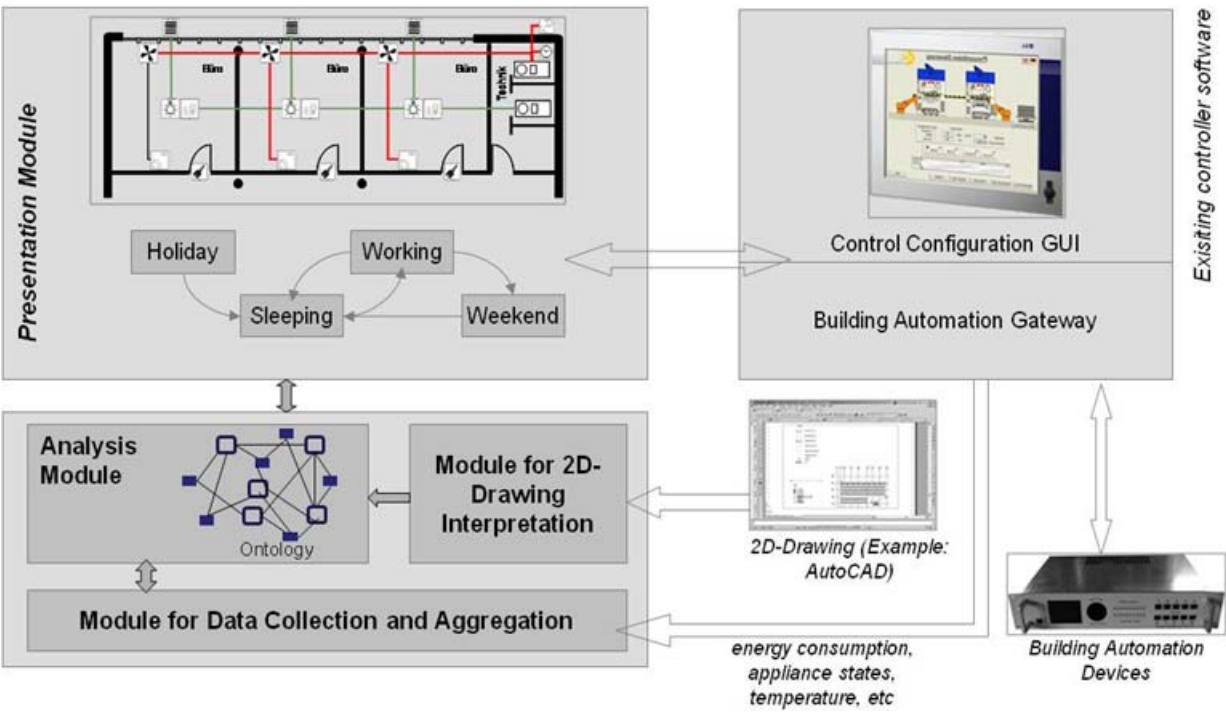 Presentation Module
Büro
Büro
Büro
Technik
Holiday
Working
Sleeping
Weekend
Control Configuration GUI
Building Automation Gateway
Exisiting controller software
Analysis
Module
Ontology
Module for 2D-
Drawing
Interpretation
Module for Data Collection and Aggregation
2D-Drawing (Example:
AutoCAD)
energy consumption,
appliance states,
temperature, etc
Building Automation
Devices